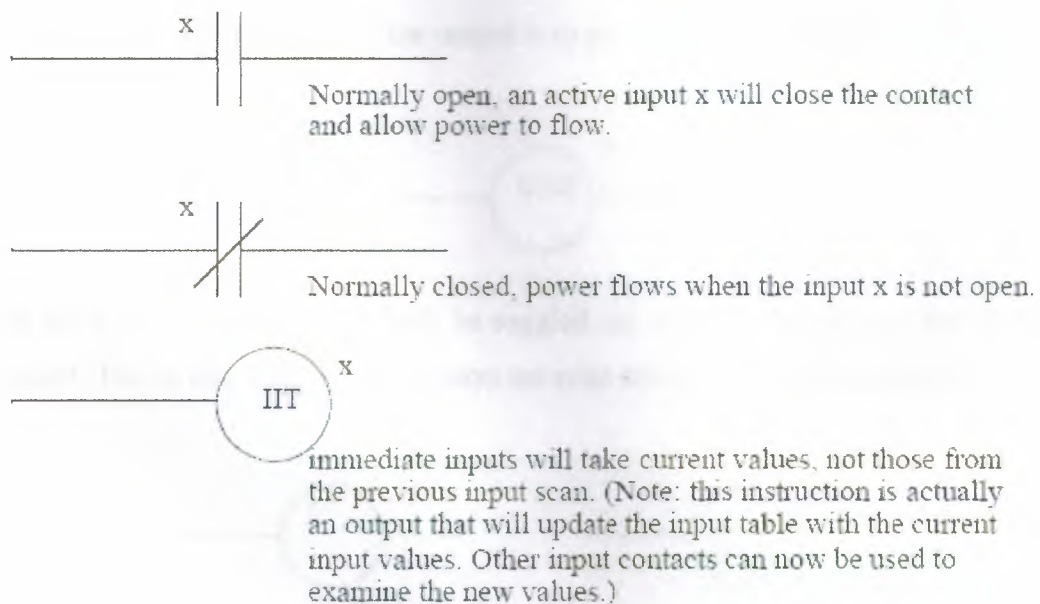 x
Normally open, an active input x will close the contact
and allow power to flow.
x
Normally closed, power flows when the input x is not open.
x
IIT
immediate inputs will take current values, not those from
the previous input scan. (Note: this instruction is actually
an output that will update the input table with the current
input values. Other input contacts can now be used to
examine the new values.)